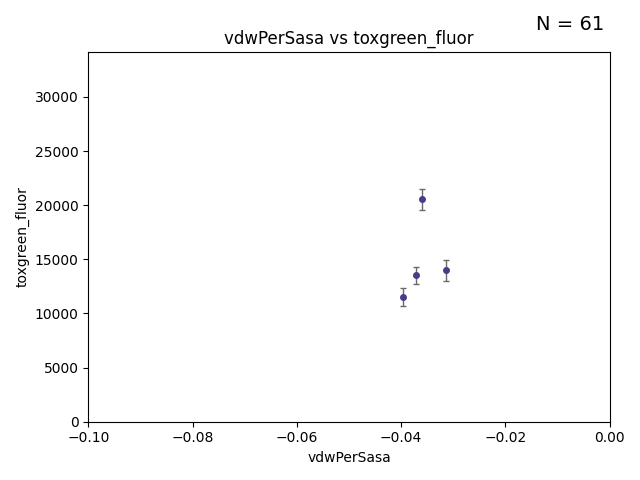 N = 61
vdwPerSasa vs toxgreen_fluor
30000
25000
20000
15000
10000
5000
0
toxgreen_fluor
−0.10 −0.08 −0.06 −0.04 −0.02 0.00
vdwPerSasa